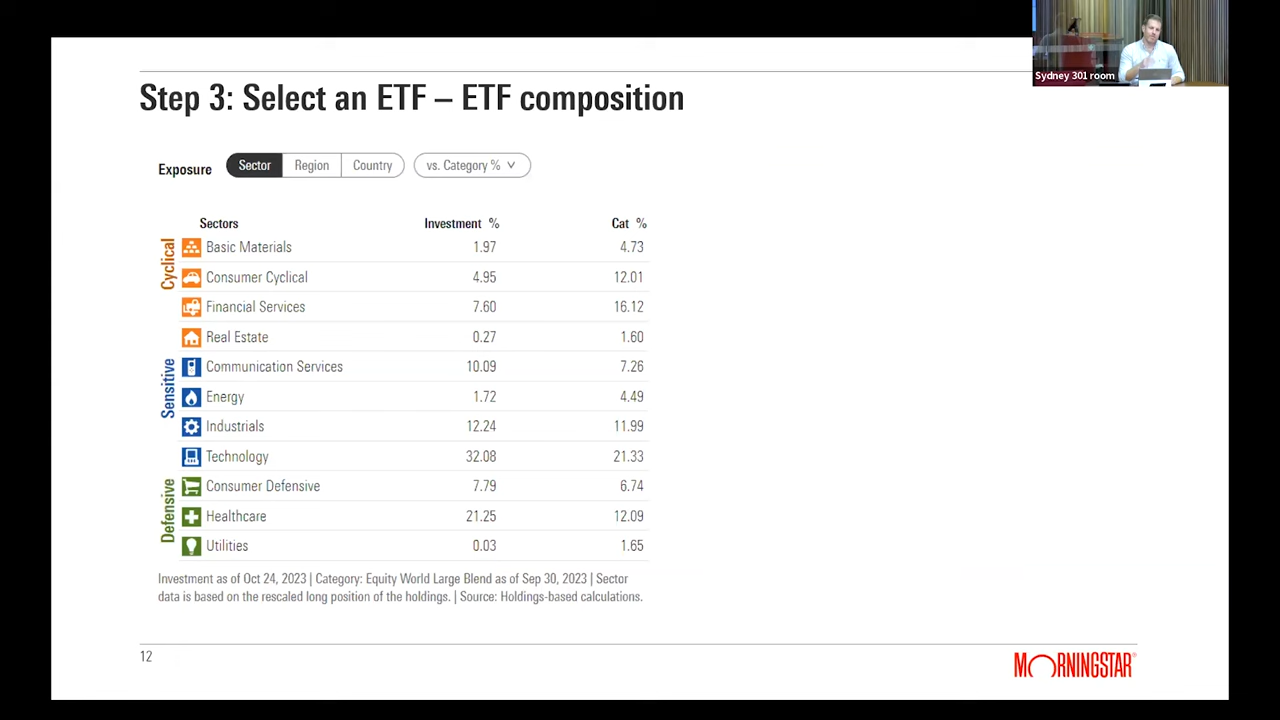 Sydney 301 room
Step 3: Select an ETF – ETF composition
Exposure Sector Region Country vs. Category %
Sectors Investment % Cat %
Cyclical
Basic Materials 1.97 4.73
Consumer Cyclical 4.95 12.01
Financial Services 7.60 16.12
Real Estate 0.27 1.60
Sensitive
Communication Services 10.09 7.26
Energy 1.72 4.49
Industrials 12.24 11.99
Technology 32.08 21.33
Defensive
Consumer Defensive 7.79 6.74
Healthcare 21.25 12.09
Utilities 0.03 1.65
Investment as of Oct 24, 2023 | Category: Equity World Large Blend as of Sep 30, 2023 | Sector
data is based on the rescaled long position of the holdings. | Source: Holdings-based calculations.
12
MORNINGSTAR®